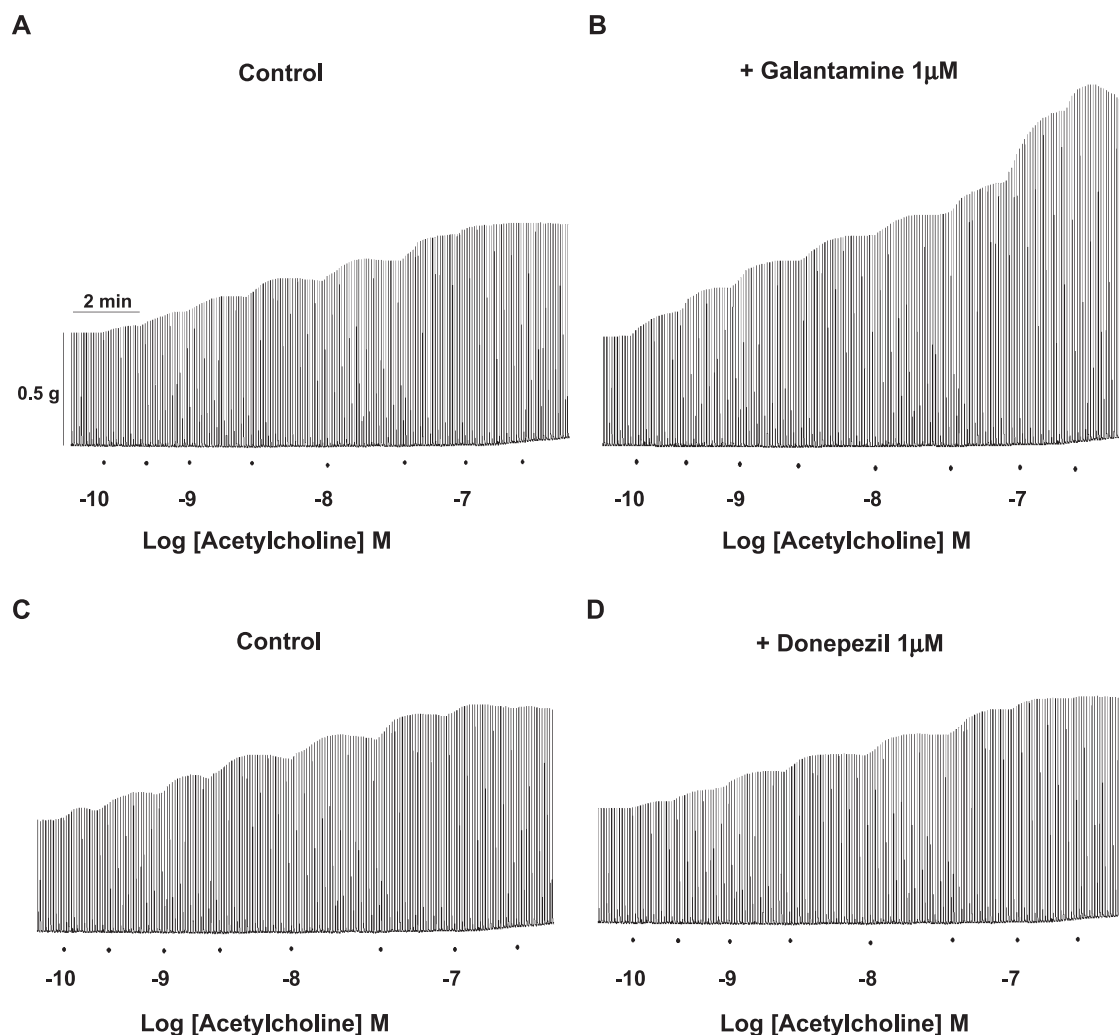 A
B
Control
+ Galantamine 1μM
2 min
0.5 g
-10 -9 -8 -7
-10 -9 -8 -7
Log [Acetylcholine] M
Log [Acetylcholine] M
C
D
Control
+ Donepezil 1μM
-10 -9 -8 -7
-10 -9 -8 -7
Log [Acetylcholine] M
Log [Acetylcholine] M